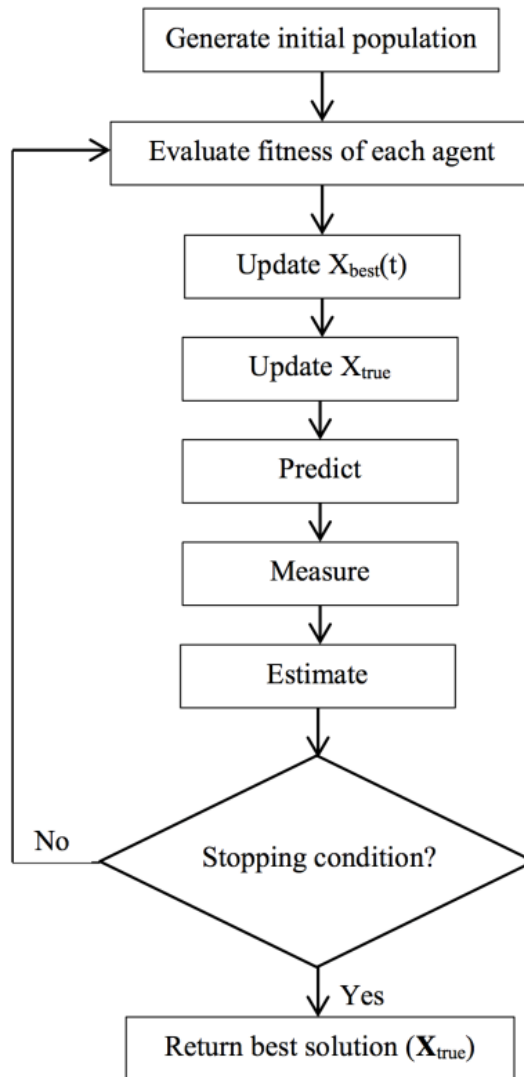 Generate initial population
Evaluate fitness of each agent
Update Xbest(t)
Update Xtrue
Predict
Measure
Estimate
Stopping condition?
No
Yes
Return best solution (Xtrue)